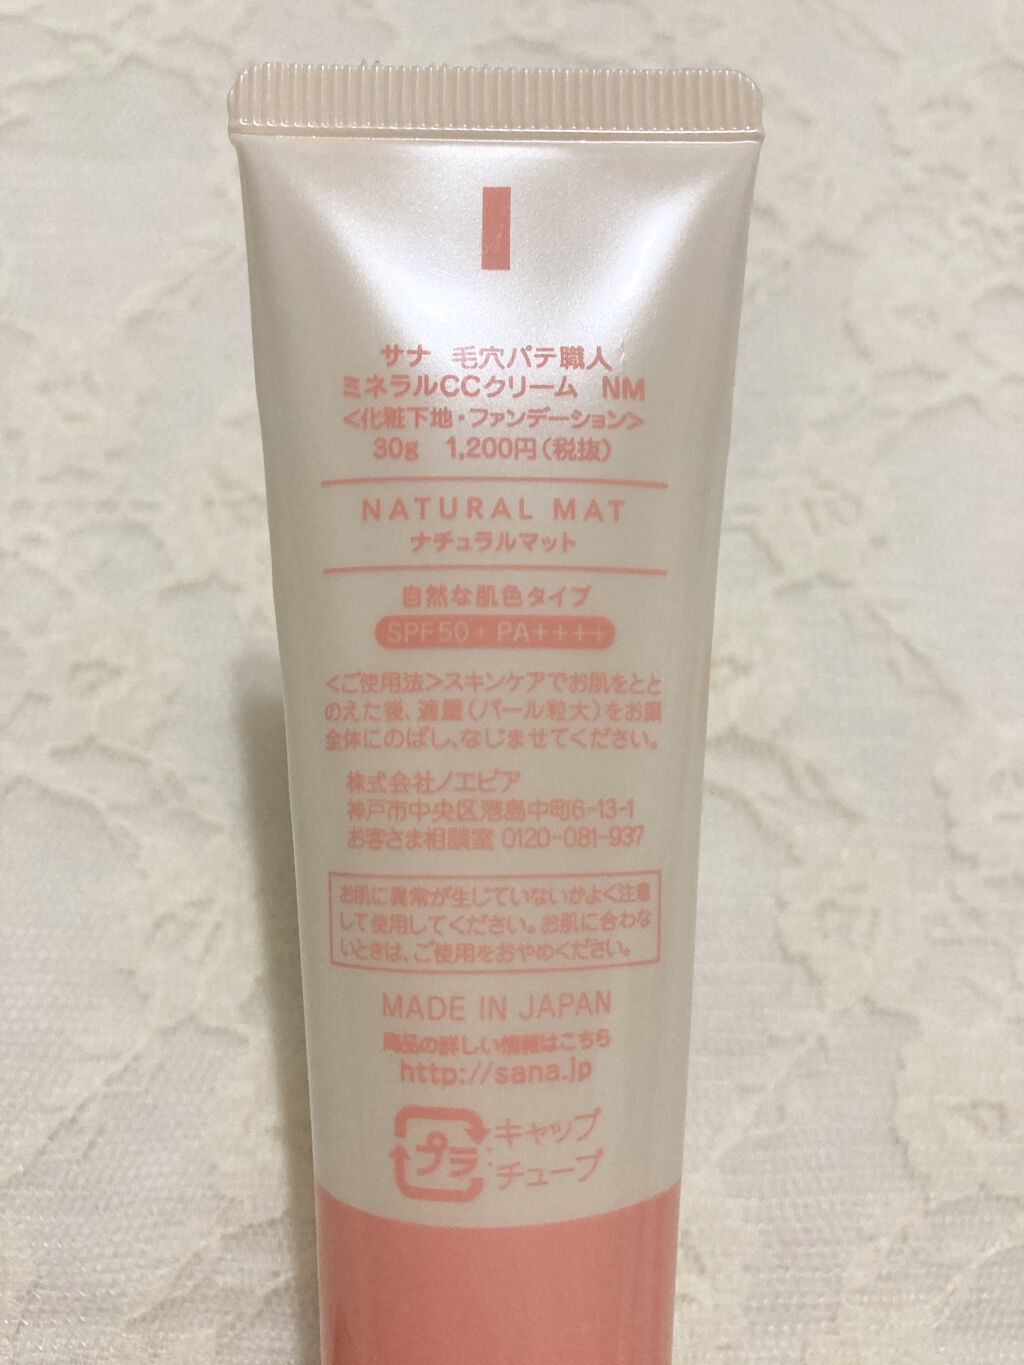 サナ 毛穴パテ職人
ミネラルCCクリーム NM
<化粧下地・ファンデーション>
30g 1,200円(税抜)
NATURAL MAT
ナチュラルマット
自然な肌色タイプ
SPF50+ PA++++
<ご使用法>スキンケアでお肌をとと
のえた後、適量(パール粒大)をお顔
全体にのばし、なじませてください。
株式会社ノエビア
神戸市中央区港島中町6-13-1
お客さま相談室 0120-081-937
お肌に異常が生じていないかよく注意
して使用してください。お肌に合わな
いときは、ご使用をおやめください。
MADE IN JAPAN
商品の詳しい情報はこちら
http://sana.jp
プラ
キャップ
チューブ